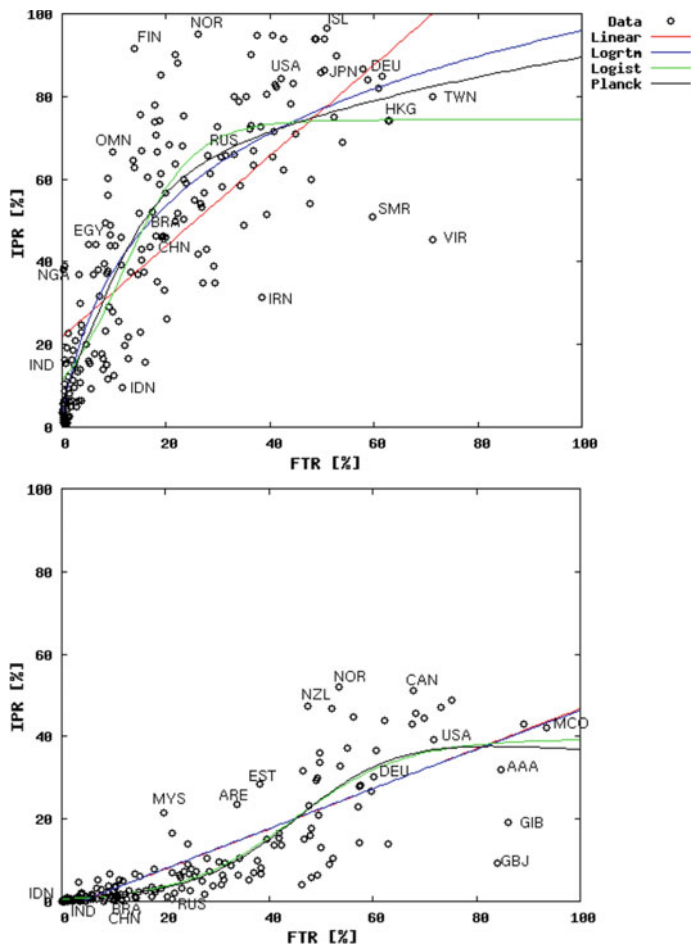 Data
Linear
Logrtm
Logist
Planck
100
80
60
40
20
0
IPR [%]
FIN
NOR
ISL
USA
JPN
DEU
TWN
HKG
OMN
RUS
BRA
EGY
CHN
SMR
VIR
NGA
IRN
IND
IDN
0 20 40 60 80 100
FTR [%]
100
80
60
40
20
0
IPR [%]
NOR
CAN
NZL
MCO
USA
DEU
AAA
EST
ARE
MYS
GIB
GBJ
IDN
IND
BRA
CHN
RUS
0 20 40 60 80 100
FTR [%]